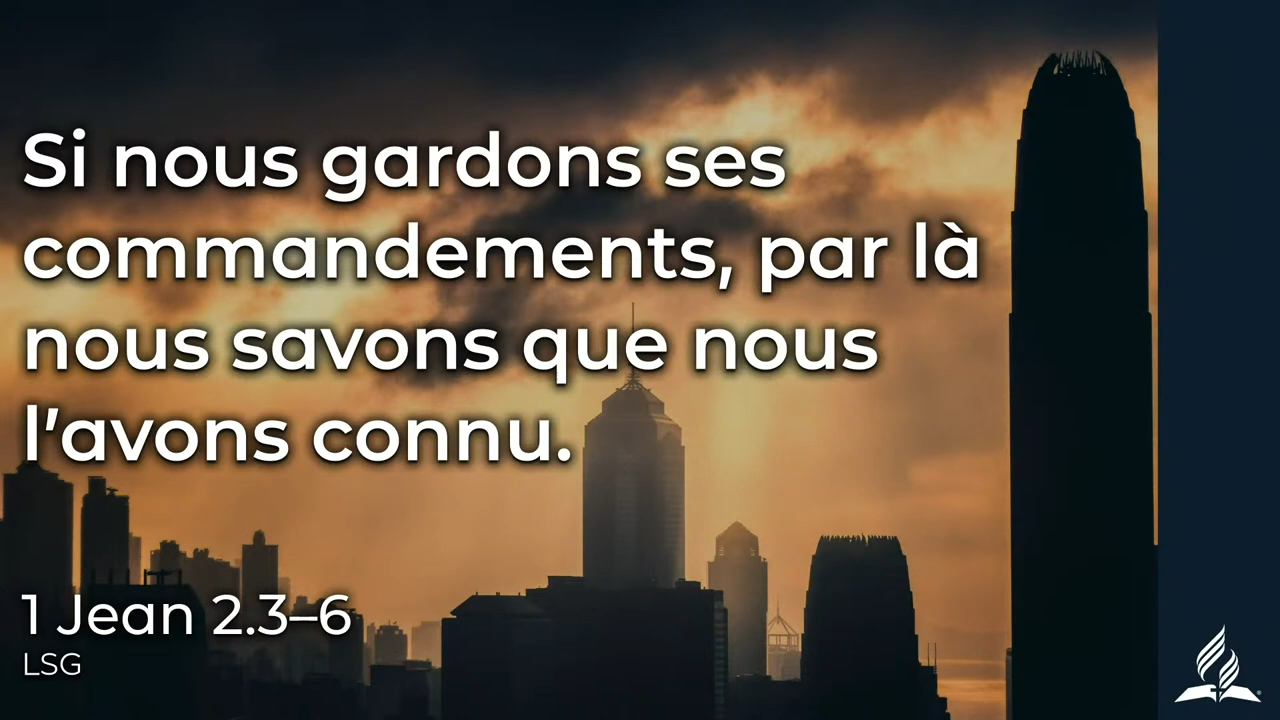 Si nous gardons ses
commandements, par là
nous savons que nous
l'avons connu.
1 Jean 2.3–6
LSG